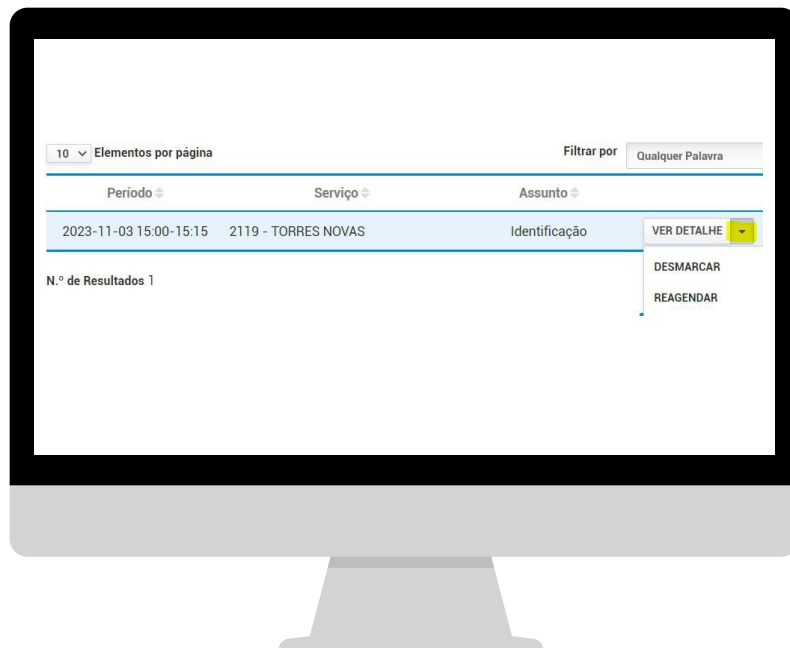 10 Elementos por página Filtrar por Qualquer Palavra
Período Serviço Assunto
2023-11-03 15:00-15:15 2119 - TORRES NOVAS Identificação VER DETALHE
DESMARCAR
N.º de Resultados 1
REAGENDAR